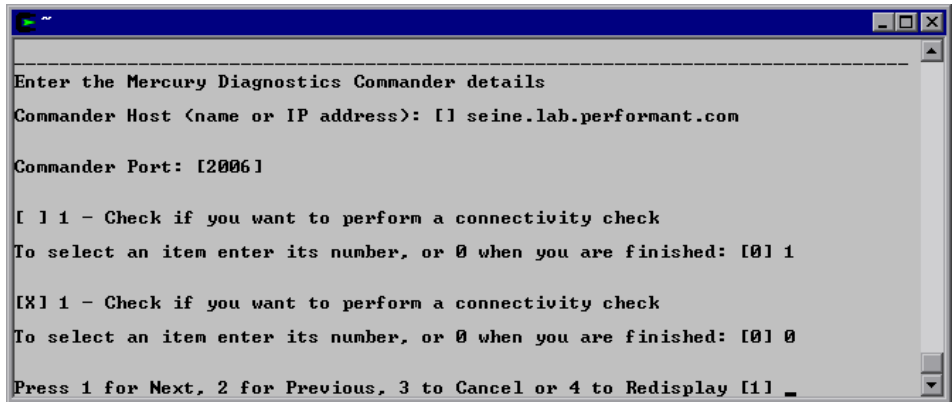 ~
Enter the Mercury Diagnostics Commander details
Commander Host (name or IP address): [] seine.lab.performant.com
Commander Port: [2006]
[ ] 1 - Check if you want to perform a connectivity check
To select an item enter its number, or 0 when you are finished: [0] 1
[X] 1 - Check if you want to perform a connectivity check
To select an item enter its number, or 0 when you are finished: [0] 0
Press 1 for Next, 2 for Previous, 3 to Cancel or 4 to Redisplay [1] _